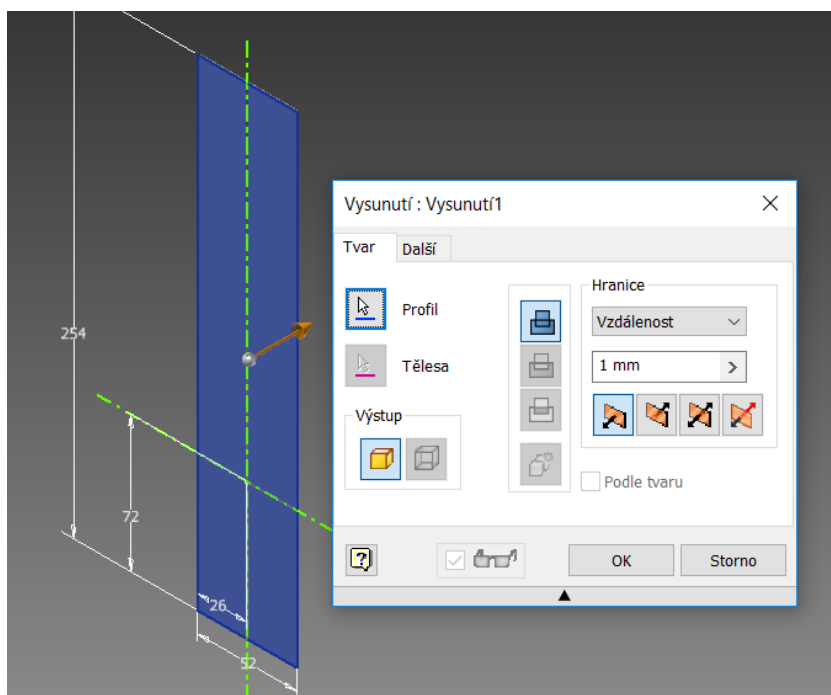 254
72
26
52
Vysunutí : Vysunutí1
Tvar
Další
Profil
Tělesa
Výstup
Hranice
Vzdálenost
1 mm
Podle tvaru
OK
Storno